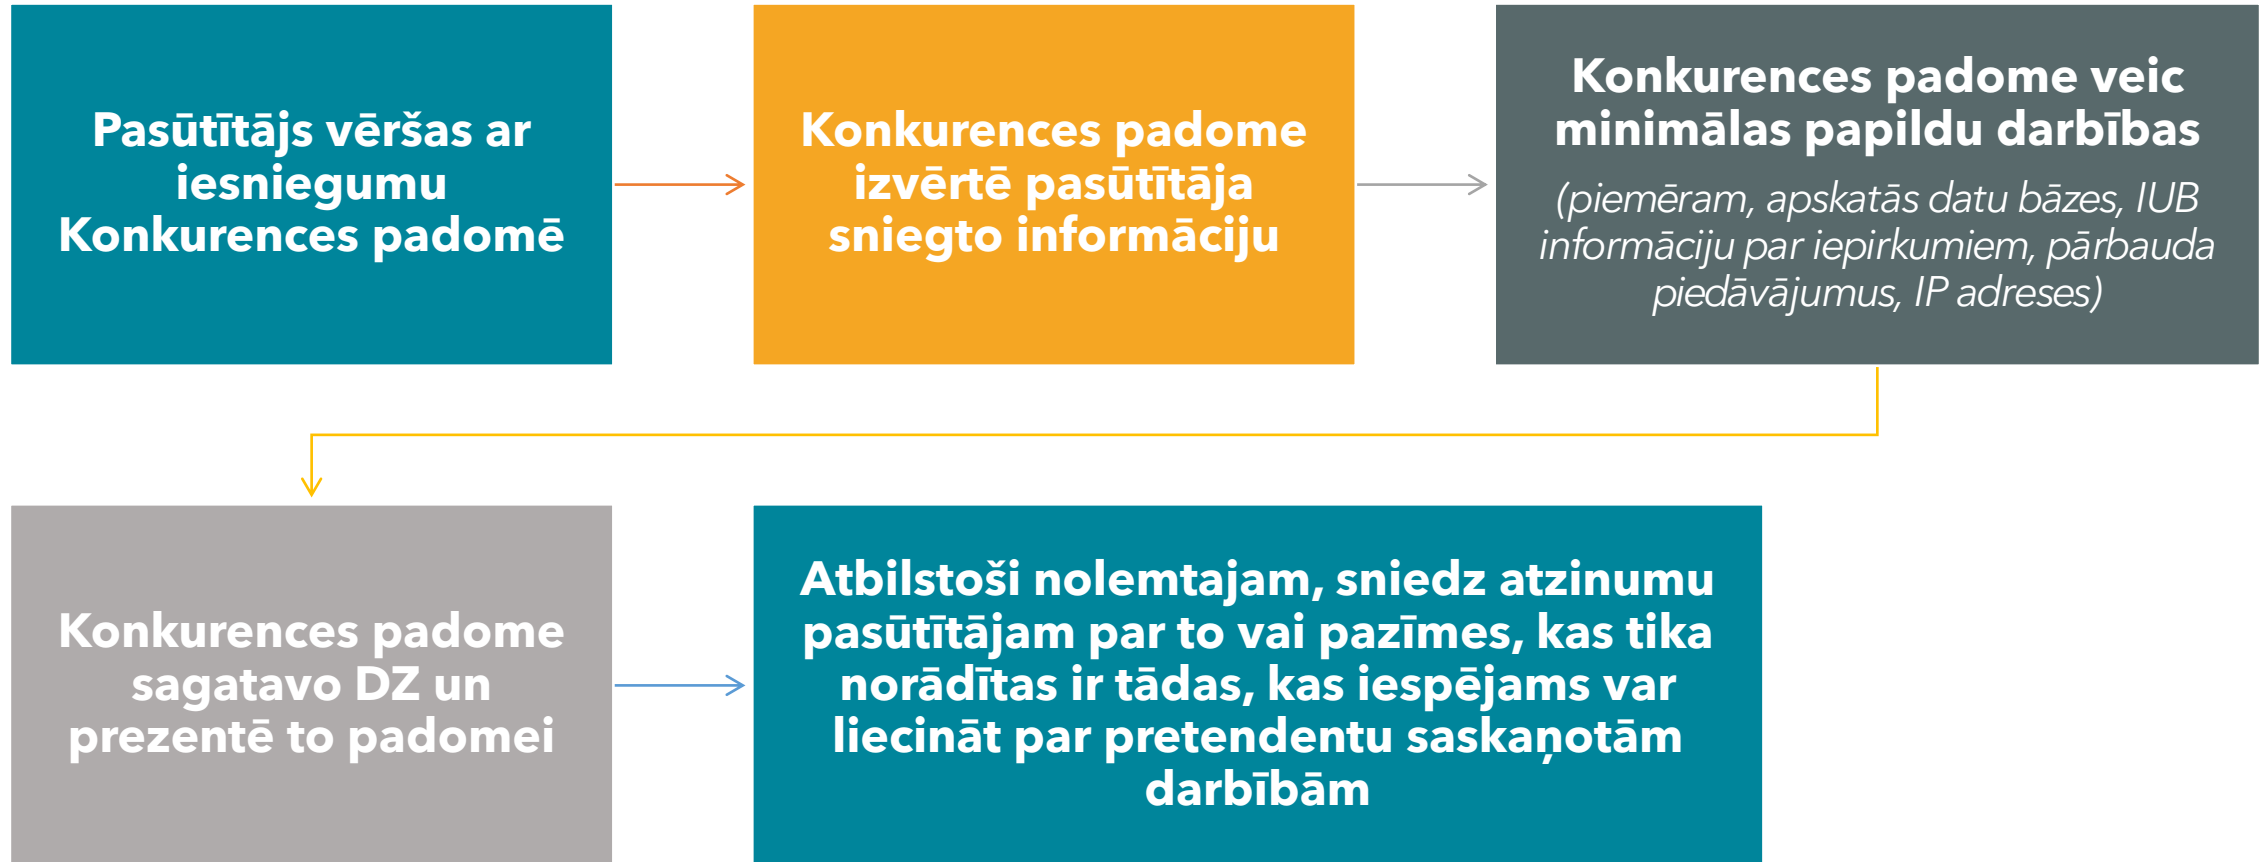 Pasūtītājs vēršas ar
iesniegumu
Konkurences padomē
Konkurences padome
izvērtē pasūtītāja
sniegto informāciju
Konkurences padome veic
minimālas papildu darbības
(piemēram, apskatās datu bāzes, IUB
informāciju par iepirkumiem, pārbauda
piedāvājumus, IP adreses)
Konkurences padome
sagatavo DZ un
prezentē to padomei
Atbilstoši nolemtajam, sniedz atzinumu
pasūtītājam par to vai pazīmes, kas tika
norādītas ir tādas, kas iespējams var
liecināt par pretendentu saskaņotām
darbībām